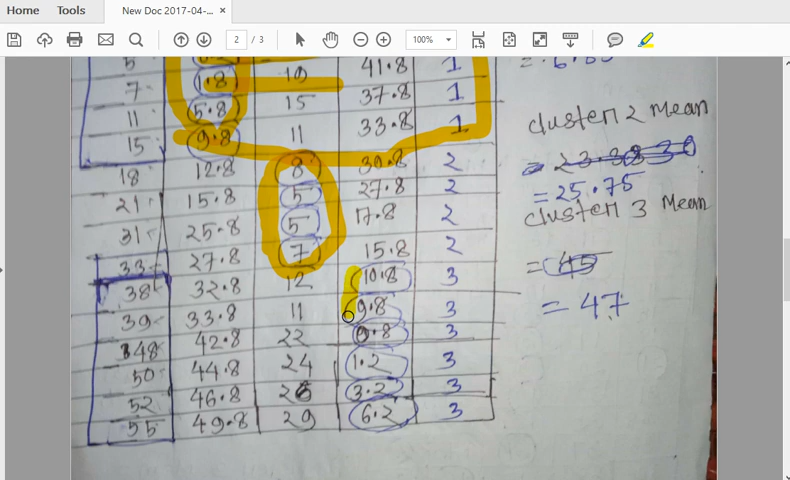 Home Tools New Doc 2017-04-... ×
2 / 3 100%
5
7 1.8 19 41.8 1
11 5.8 15 37.8 1
15 9.8 11 33.8 1
18 12.8 8 30.8 2
21 15.8 5 27.8 2
31 25.8 5 17.8 2
33 27.8 7 15.8 2
38 32.8 12 10.8 3
39 33.8 11 9.8 3
48 42.8 22 0.8 3
50 44.8 24 1.2 3
52 46.8 26 3.2 3
55 49.8 29 6.2 3
cluster 2 Mean
= 25.75
cluster 3 Mean
= 45
= 47